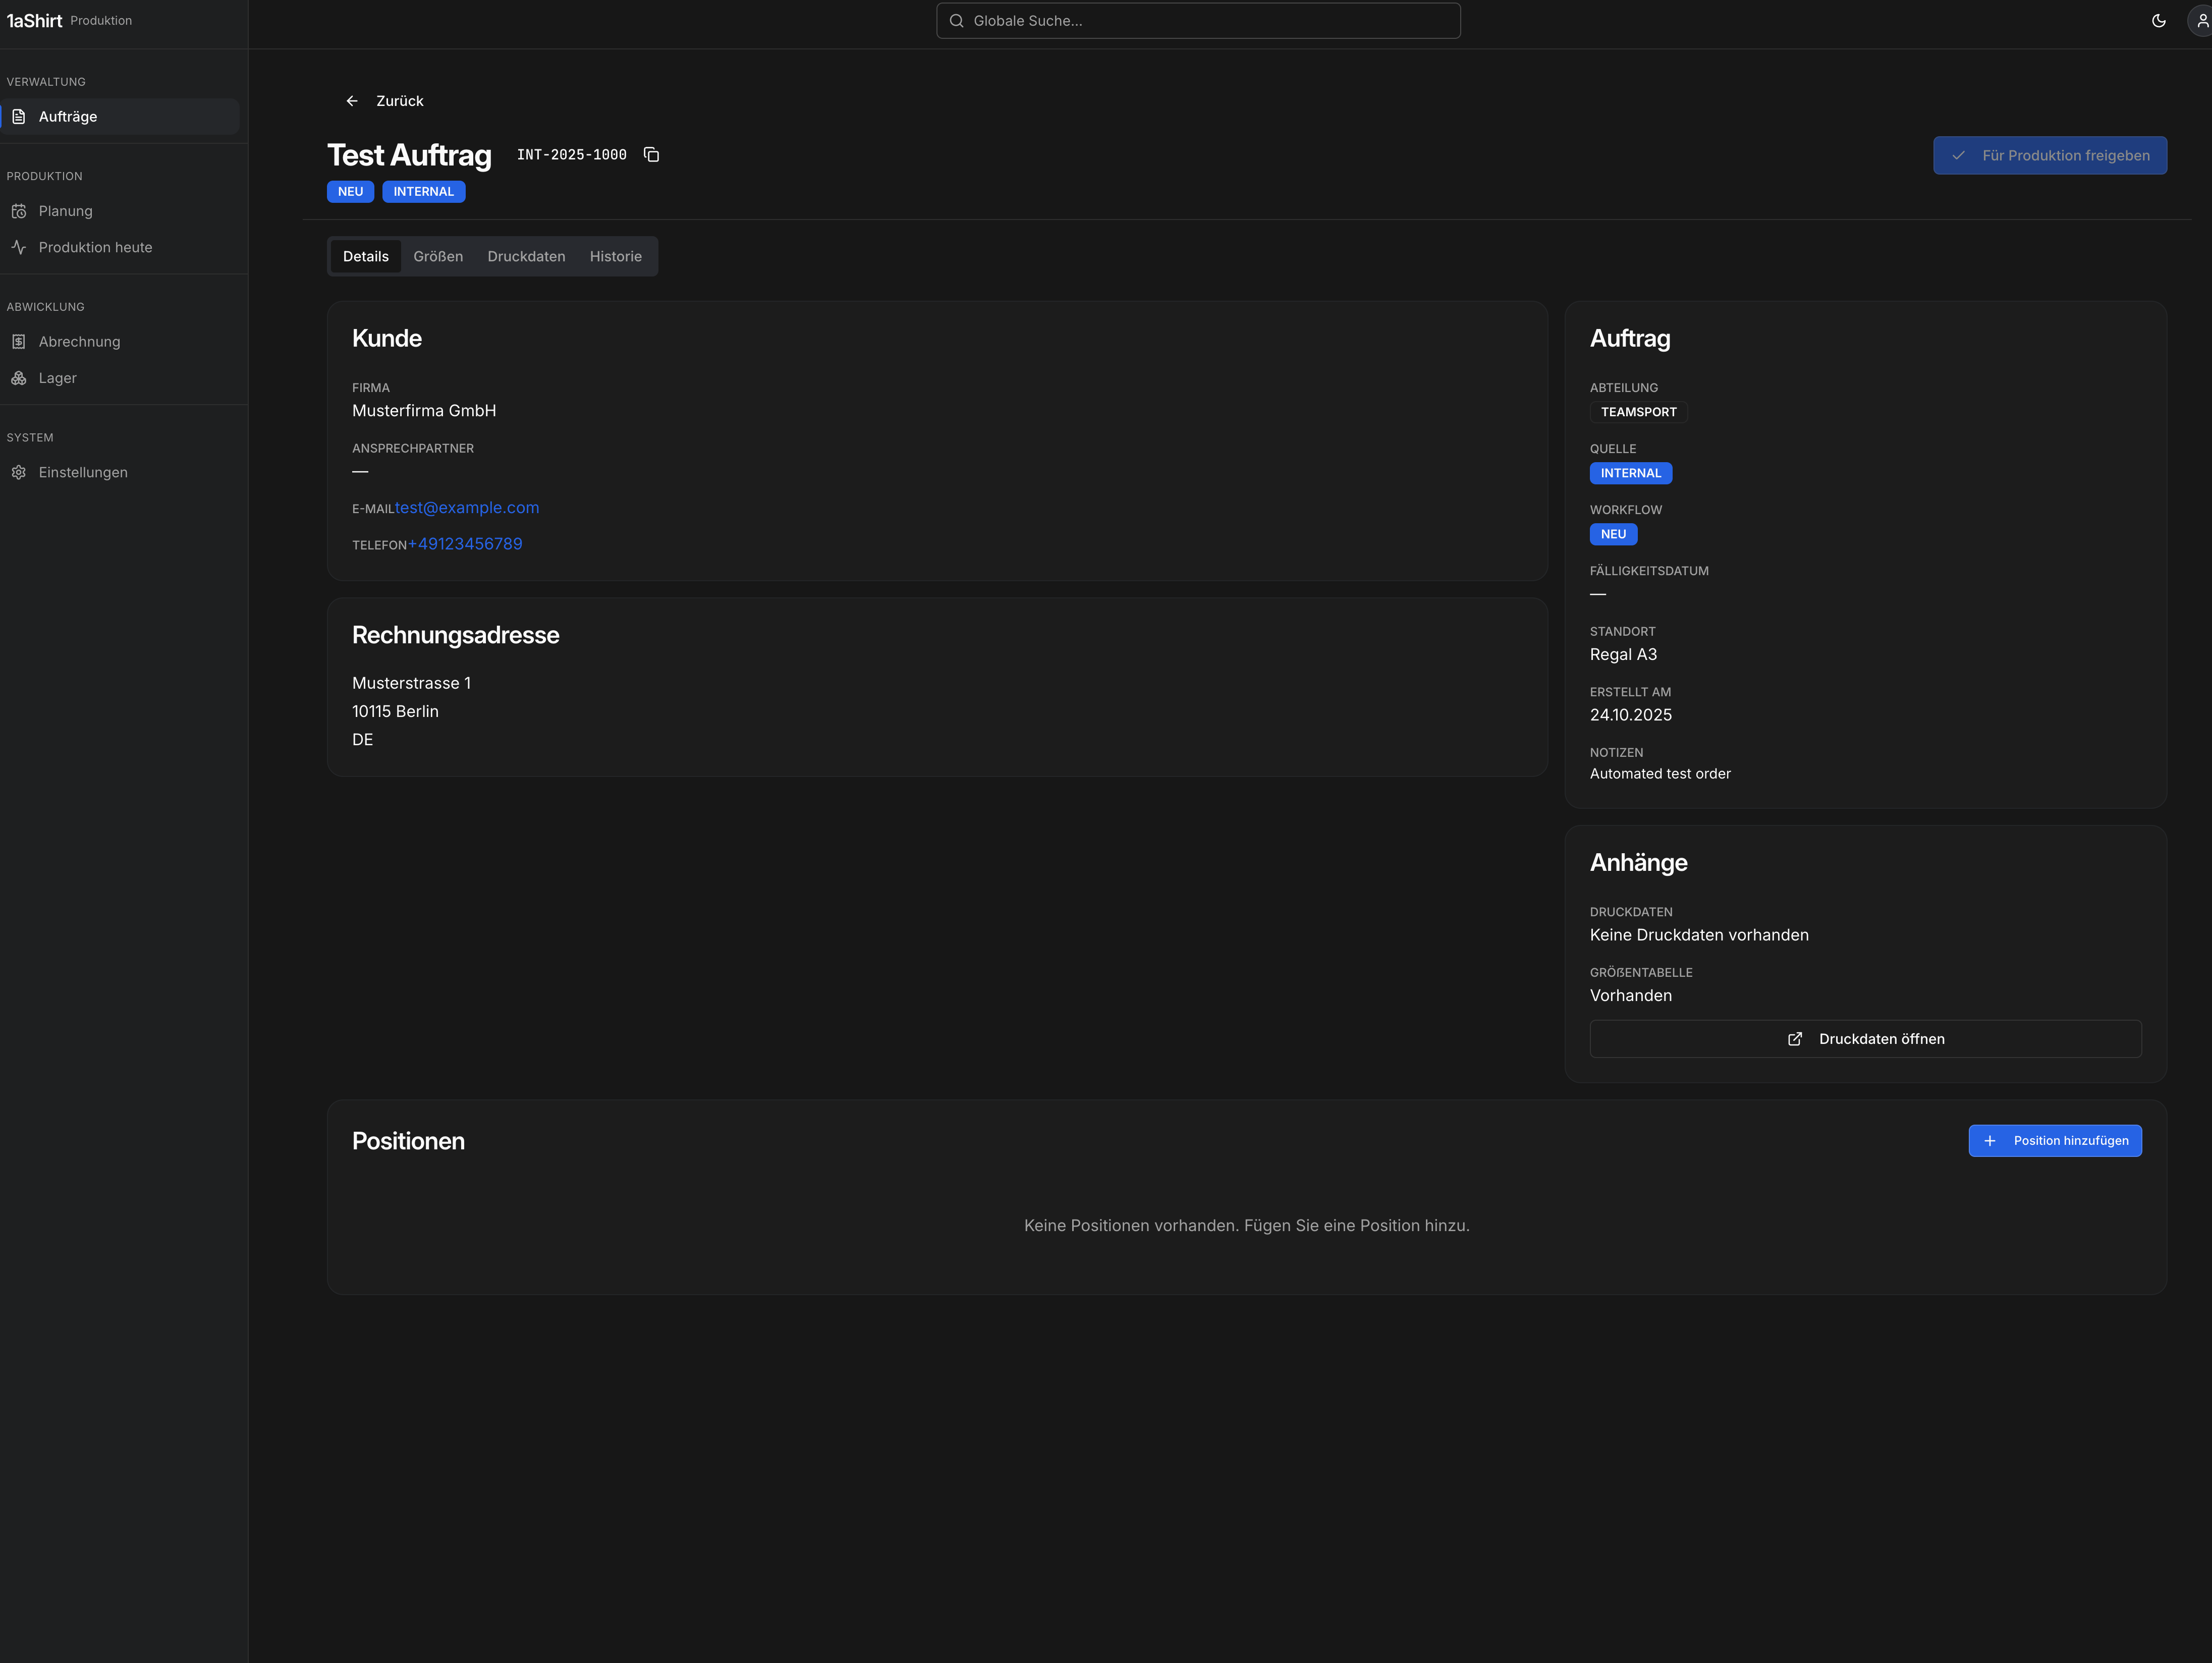 1aShirt Produktion
Globale Suche...
VERWALTUNG
Aufträge
PRODUKTION
Planung
Produktion heute
ABWICKLUNG
Abrechnung
Lager
SYSTEM
Einstellungen
Zurück
Test Auftrag INT-2025-1000
Für Produktion freigeben
NEU INTERNAL
Details Größen Druckdaten Historie
Kunde
FIRMA
Musterfirma GmbH
ANSPRECHPARTNER
—
E-MAILtest@example.com
TELEFON+49123456789
Rechnungsadresse
Musterstrasse 1
10115 Berlin
DE
Auftrag
ABTEILUNG
TEAMSPORT
QUELLE
INTERNAL
WORKFLOW
NEU
FÄLLIGKEITSDATUM
—
STANDORT
Regal A3
ERSTELLT AM
24.10.2025
NOTIZEN
Automated test order
Anhänge
DRUCKDATEN
Keine Druckdaten vorhanden
GRÖßENTABELLE
Vorhanden
Druckdaten öffnen
Positionen
Position hinzufügen
Keine Positionen vorhanden. Fügen Sie eine Position hinzu.